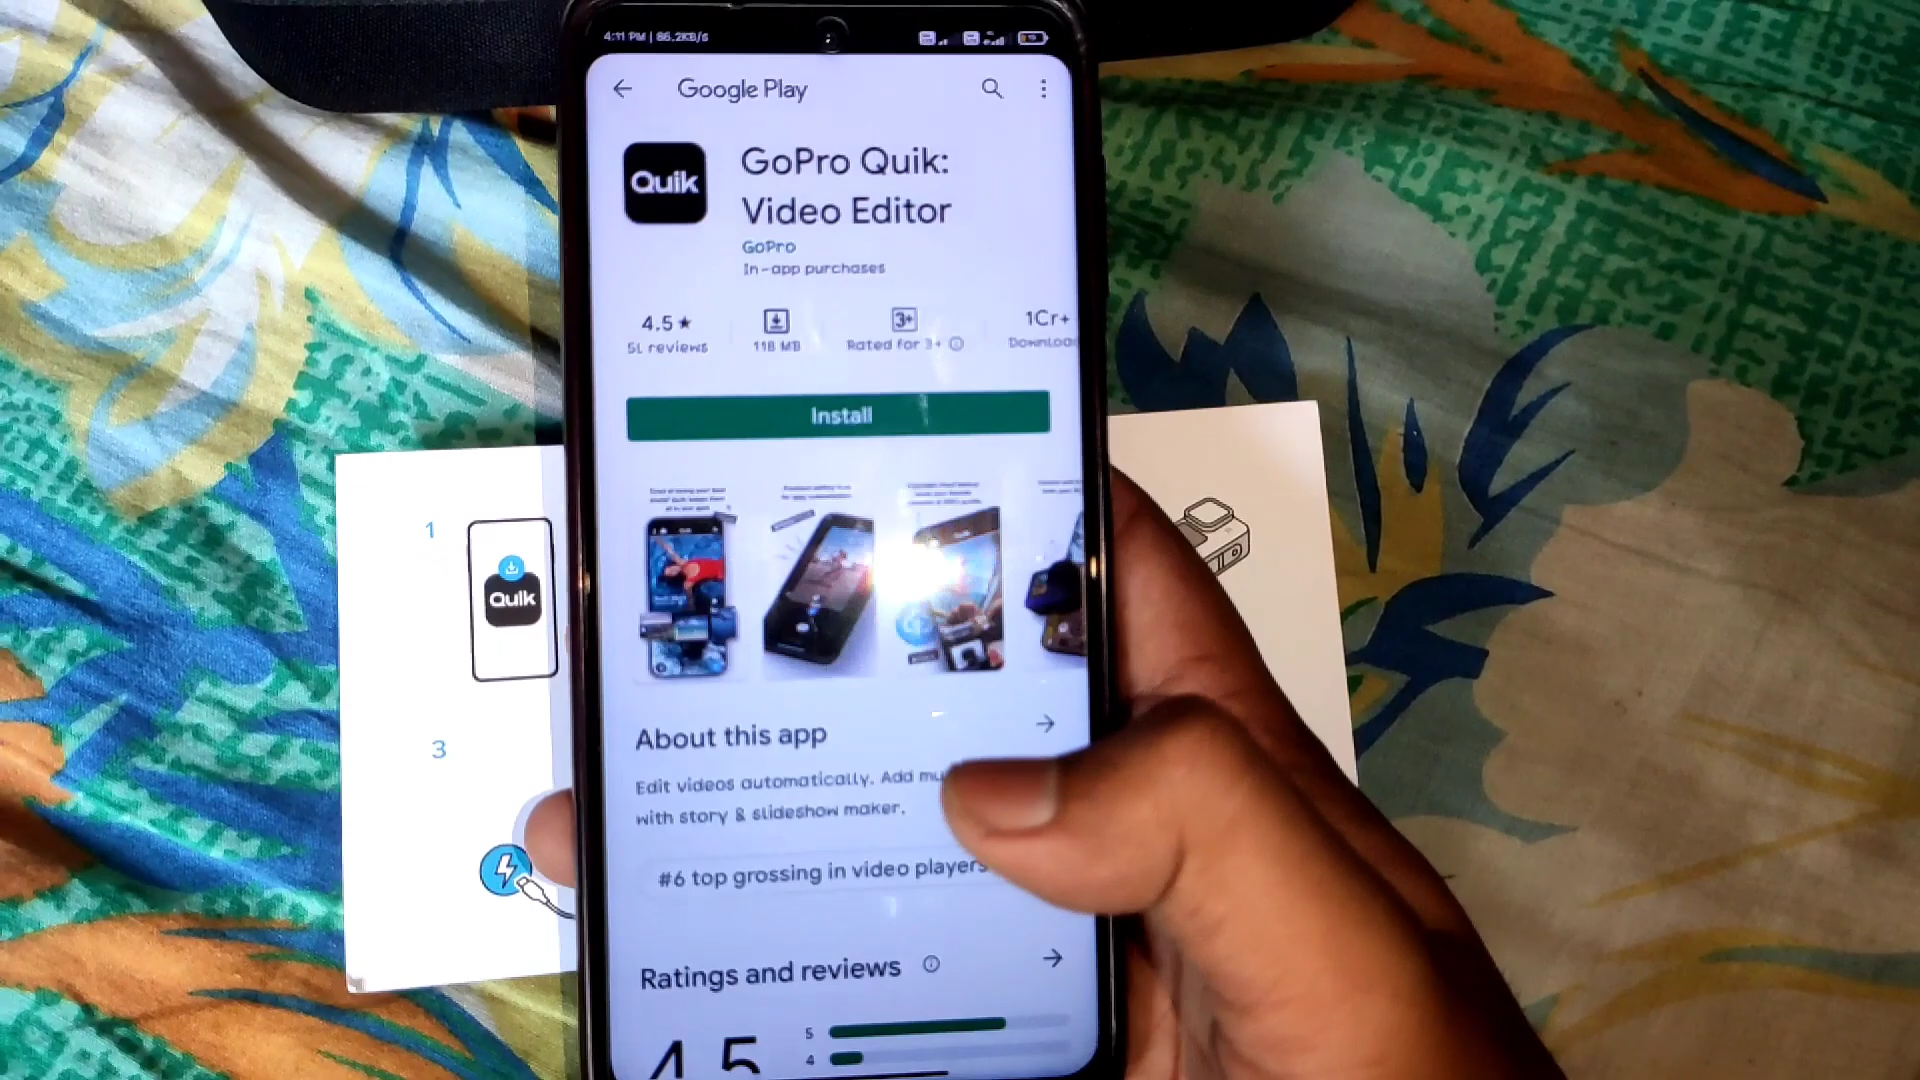 4:11 PM | 86.2KB/s
Google Play
Quik
GoPro Quik:
Video Editor
GoPro
In-app purchases
4.5★
5L reviews
118 MB
3+
Rated for 3+
1Cr+
Downloa
Install
About this app
Edit videos automatically. Add mu
with story & slideshow maker.
#6 top grossing in video players
Ratings and reviews
4.5
5
4
1
Quik
3